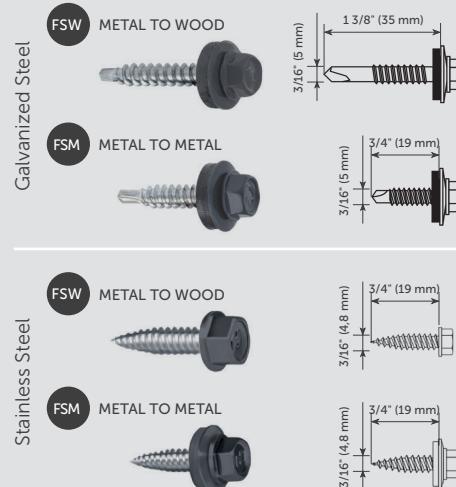 Galvanized Steel
FSW METAL TO WOOD
1 3/8" (35 mm)
3/16" (5 mm)
FSM METAL TO METAL
3/4" (19 mm)
3/16" (5 mm)
Stainless Steel
FSW METAL TO WOOD
3/4" (19 mm)
3/16" (4,8 mm)
FSM METAL TO METAL
3/4" (19 mm)
3/16" (4,8 mm)